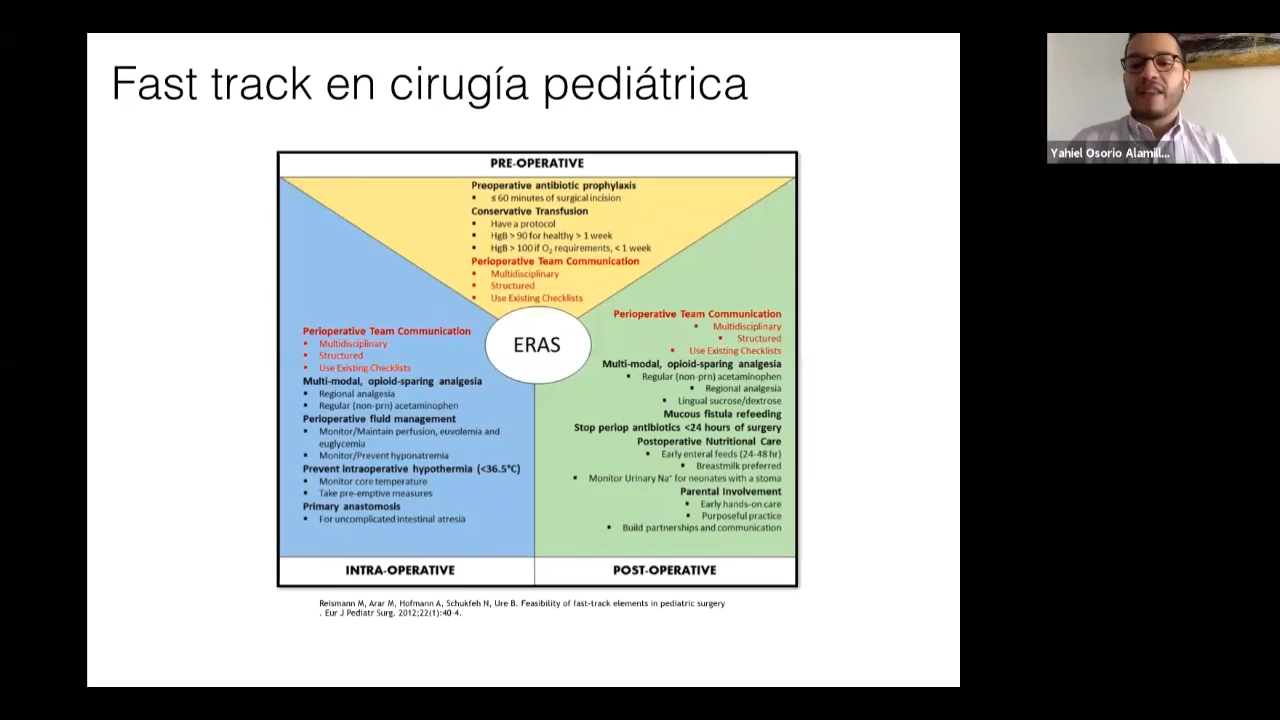 Fast track en cirugía pediátrica
PRE-OPERATIVE
Preoperative antibiotic prophylaxis
▪ ≤ 60 minutes of surgical incision
Conservative Transfusion
▪ Have a protocol
▪ HgB > 90 for healthy > 1 week
▪ HgB > 100 if O₂ requirements, < 1 week
Perioperative Team Communication
▪ Multidisciplinary
▪ Structured
▪ Use Existing Checklists
ERAS
Perioperative Team Communication
▪ Multidisciplinary
▪ Structured
▪ Use Existing Checklists
Multi-modal, opioid-sparing analgesia
▪ Regional analgesia
▪ Regular (non-prn) acetaminophen
Perioperative fluid management
▪ Monitor/Maintain perfusion, euvolemia and
euglycemia
▪ Monitor/Prevent hyponatremia
Prevent intraoperative hypothermia (<36.5°C)
▪ Monitor core temperature
▪ Take pre-emptive measures
Primary anastomosis
▪ For uncomplicated intestinal atresia
INTRA-OPERATIVE
Perioperative Team Communication
▪ Multidisciplinary
▪ Structured
▪ Use Existing Checklists
Multi-modal, opioid-sparing analgesia
▪ Regular (non-prn) acetaminophen
▪ Regional analgesia
▪ Lingual sucrose/dextrose
Mucous fistula refeeding
Stop periop antibiotics <24 hours of surgery
Postoperative Nutritional Care
▪ Early enteral feeds (24-48 hr)
▪ Breastmilk preferred
▪ Monitor Urinary Na⁺ for neonates with a stoma
Parental Involvement
▪ Early hands-on care
▪ Purposeful practice
▪ Build partnerships and communication
POST-OPERATIVE
Reismann M, Arar M, Hofmann A, Schukfeh N, Ure B. Feasibility of fast-track elements in pediatric surgery
. Eur J Pediatr Surg. 2012;22(1):40-4.
Yahiel Osorio Alamill...